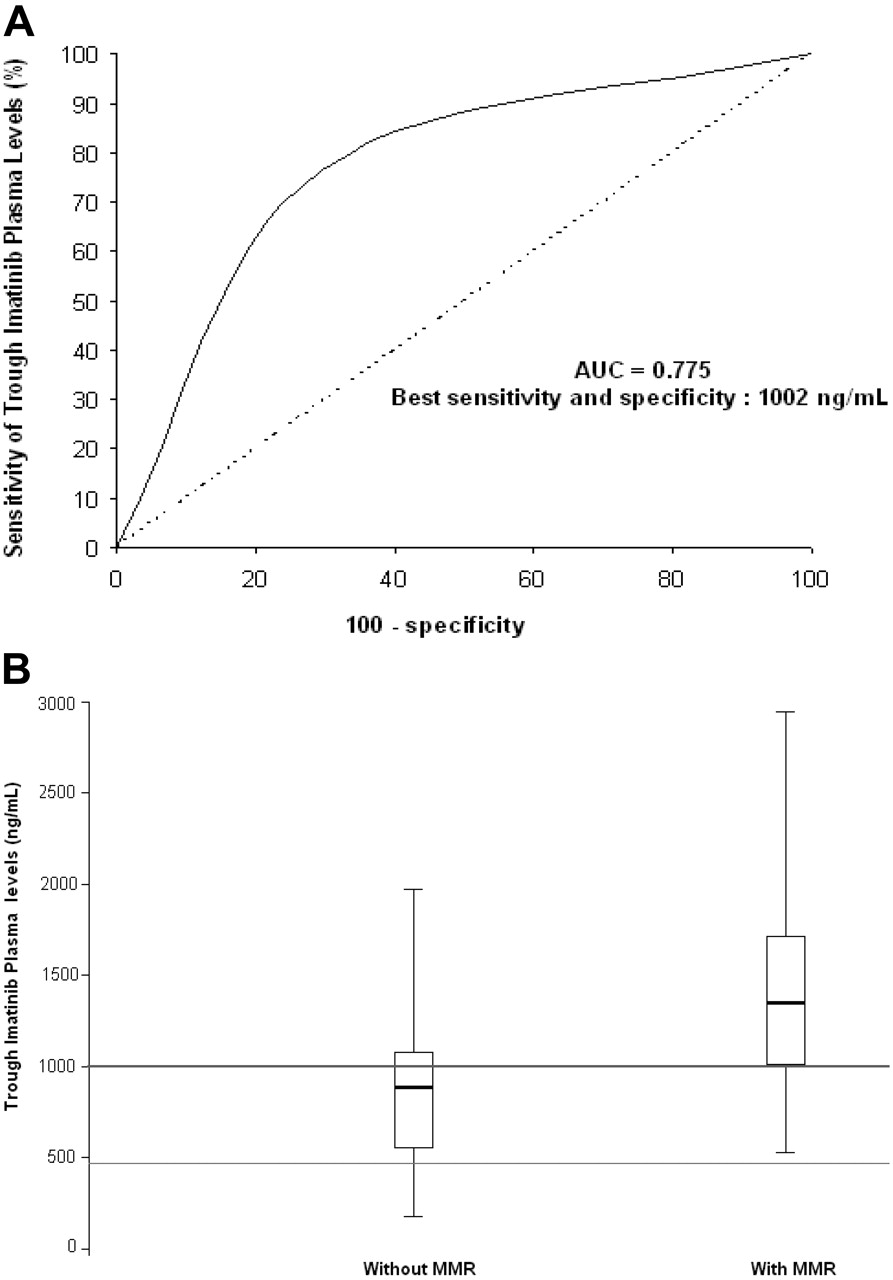 A
Sensitivity of Trough Imatinib Plasma Levels (%)
100
90
80
70
60
50
40
30
20
10
0
0 20 40 60 80 100
AUC = 0.775
Best sensitivity and specificity : 1002 ng/mL
100 - specificity
B
Trough Imatinib Plasma levels (ng/mL)
3000
2500
2000
1500
1000
500
0
Without MMR With MMR